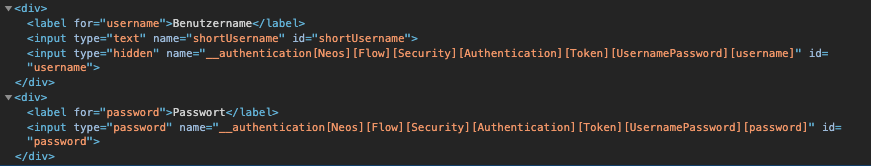 <div>
<label for="username">Benutzername</label>
<input type="text" name="shortUsername" id="shortUsername">
<input type="hidden" name="__authentication[Neos][Flow][Security][Authentication][Token][UsernamePassword][username]" id=
"username">
</div>
<div>
<label for="password">Passwort</label>
<input type="password" name="__authentication[Neos][Flow][Security][Authentication][Token][UsernamePassword][password]" id=
"password">
</div>